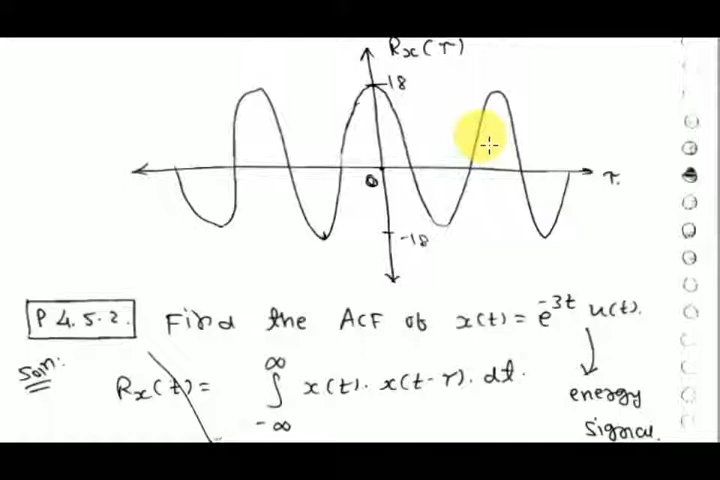 Rx(τ)
18
0
τ.
-18
P 4.5.2. Find the ACF of x(t) = e^-3t u(t).
Soln:
Rx(t) = ∫ -∞ ∞ x(t). x(t-τ). dt.
energy
signal.